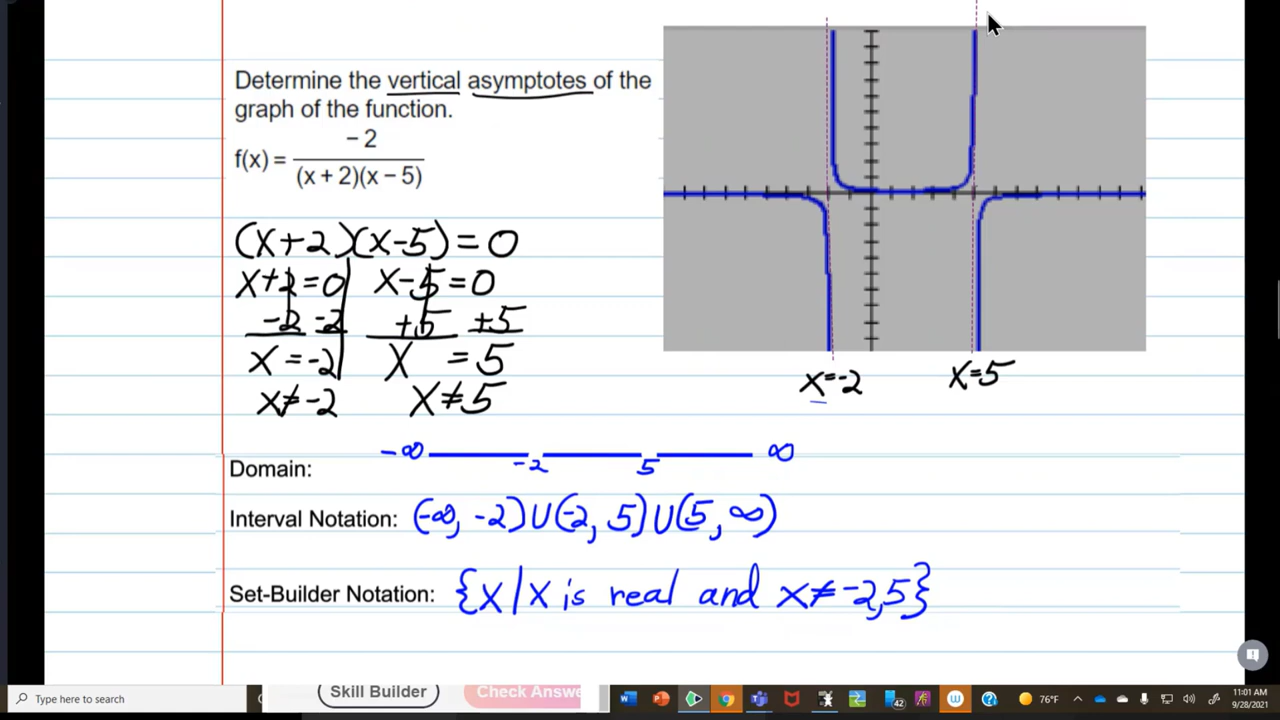 Determine the vertical asymptotes of the
graph of the function.
f(x) = -2 / (x + 2)(x - 5)
(x+2)(x-5)=0
x+2=0 x-5=0
-2 -2 +5 +5
x=-2 x =5
x≠-2 x≠5
x=-2 x=5
-∞ -2 5 ∞
Domain:
Interval Notation: (-∞, -2)U(-2, 5)U(5, ∞)
Set-Builder Notation: {x/x is real and x≠-2,5}
Skill Builder Check Answe
Type here to search
42
76°F
11:01 AM
9/28/2021